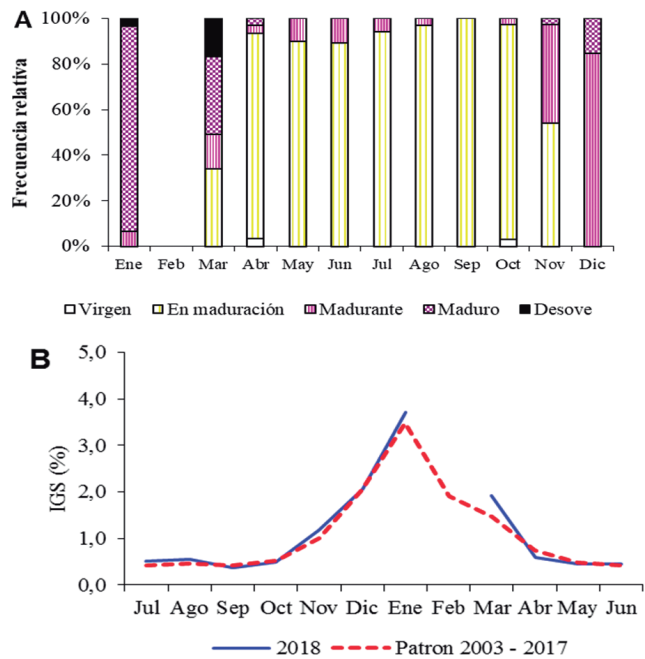 A
Frecuencia relativa
100%
80%
60%
40%
20%
0%
Ene Feb Mar Abr May Jun Jul Ago Sep Oct Nov Dic
Virgen En maduración Madurante Maduro Desove
B
IGS (%)
5,0
4,0
3,0
2,0
1,0
0,0
Jul Ago Sep Oct Nov Dic Ene Feb Mar Abr May Jun
2018 Patron 2003 - 2017